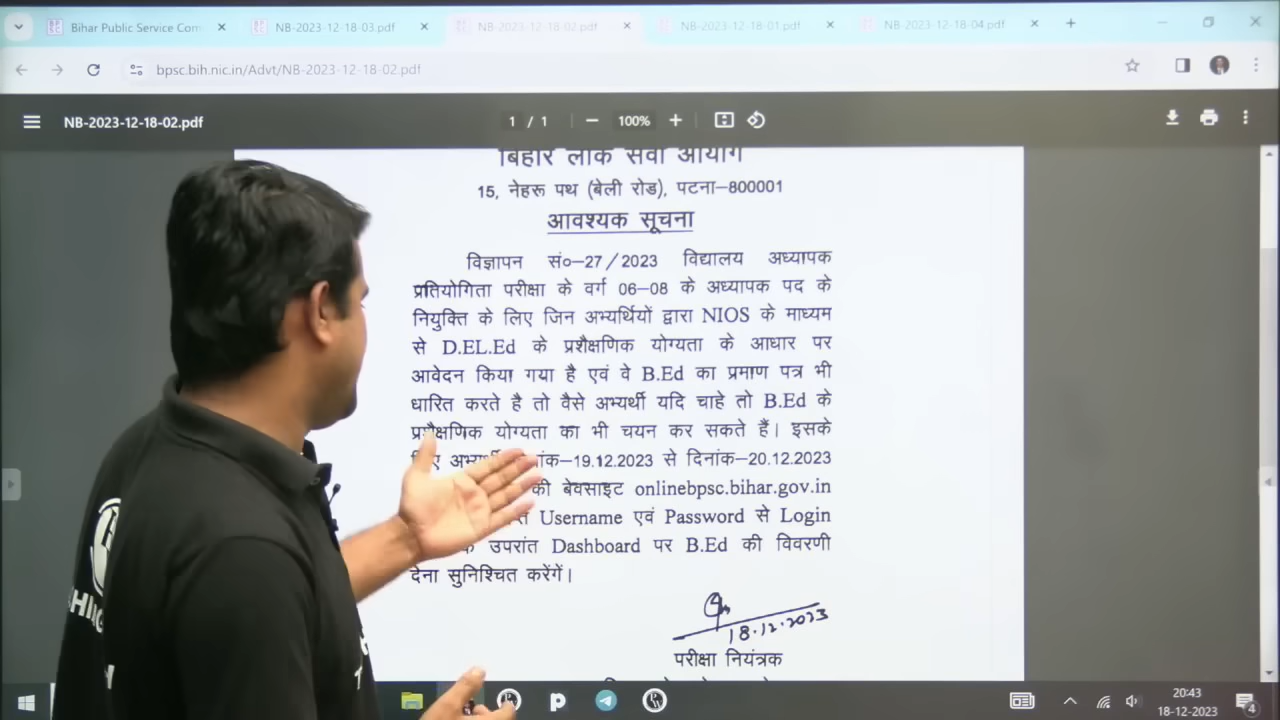 Bihar Public Service Com
NB-2023-12-18-03.pdf
NB-2023-12-18-02.pdf
NB-2023-12-18-01.pdf
NB-2023-12-18-04.pdf
bpsc.bih.nic.in/Advt/NB-2023-12-18-02.pdf
NB-2023-12-18-02.pdf
1 / 1
100%
बिहार लोक सेवा आयोग
15, नेहरू पथ (बेली रोड), पटना–800001
आवश्यक सूचना
विज्ञापन सं०–27/2023 विद्यालय अध्यापक
प्रतियोगिता परीक्षा के वर्ग 06–08 के अध्यापक पद के
नियुक्ति के लिए जिन अभ्यर्थियों द्वारा NIOS के माध्यम
से D.EL.Ed के प्रशैक्षणिक योग्यता के आधार पर
आवेदन किया गया है एवं वे B.Ed का प्रमाण पत्र भी
धारित करते है तो वैसे अभ्यर्थी यदि चाहे तो B.Ed के
प्रशैक्षणिक योग्यता का भी चयन कर सकते हैं। इसके
–19.12.2023 से दिनांक–20.12.2023
की बेवसाइट onlinebpsc.bihar.gov.in
Username एवं Password से Login
उपरांत Dashboard पर B.Ed की विवरणी
देना सुनिश्चित करेंगें।
18.12.2023
परीक्षा नियंत्रक
20:43
18-12-2023
4